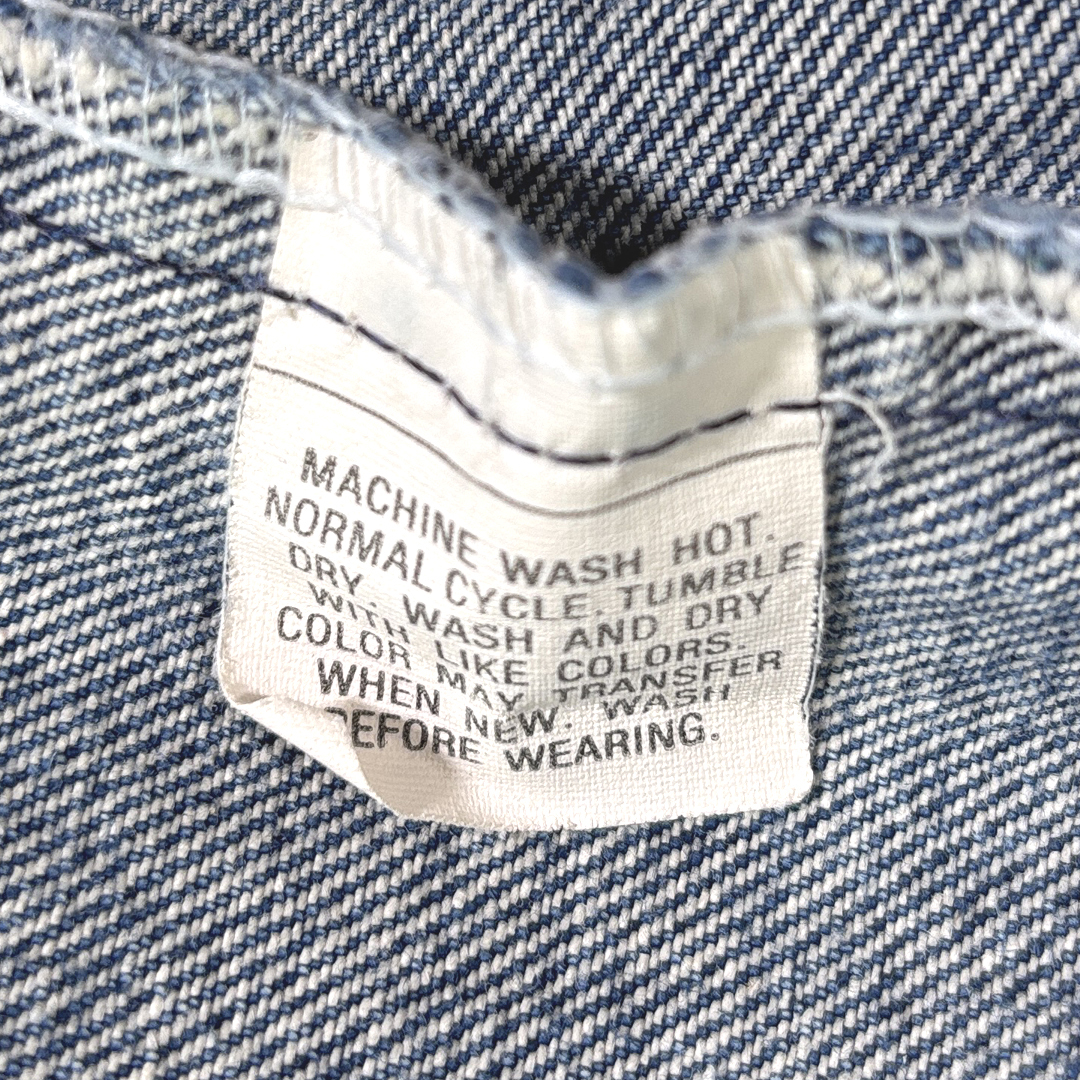 MACHINE WASH HOT.
NORMAL CYCLE. TUMBLE
DRY. WASH AND DRY
WITH LIKE COLORS.
COLOR MAY TRANSFER
WHEN NEW. WASH
BEFORE WEARING.